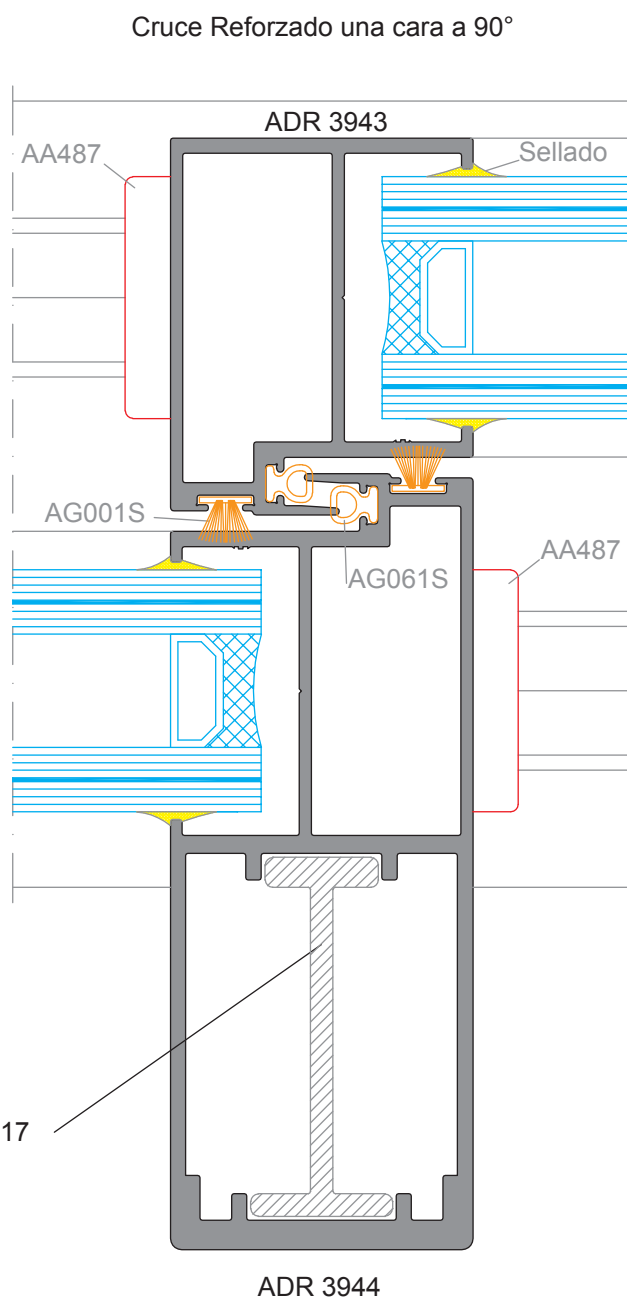 Cruce Reforzado una cara a 90°
ADR 3943
AA487
Sellado
AG001S
AG061S
AA487
17
ADR 3944